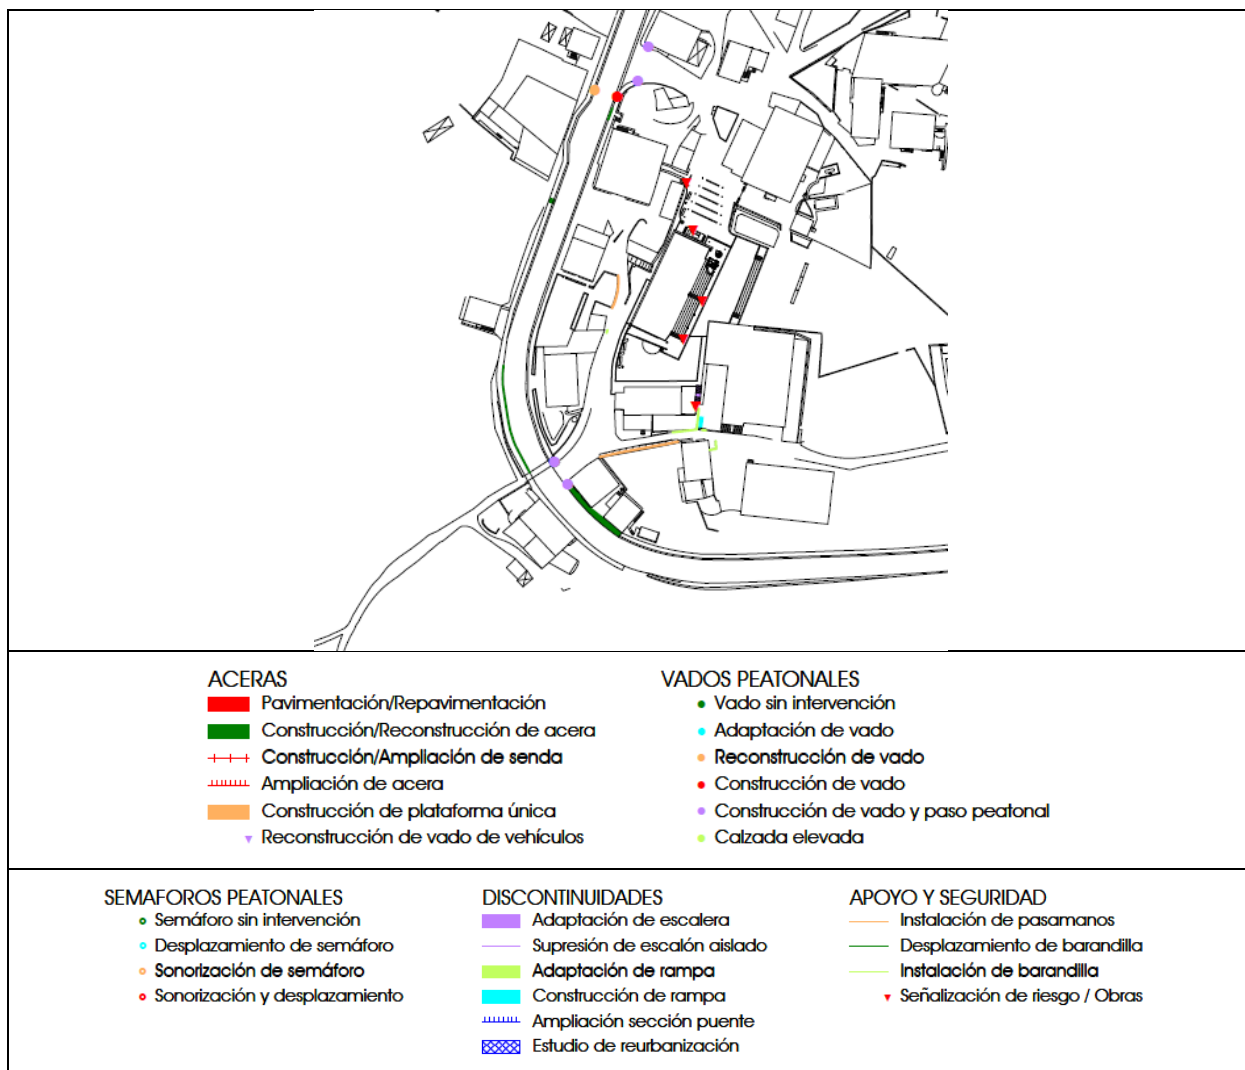 ACERAS
Pavimentación/Repavimentación
Construcción/Reconstrucción de acera
Construcción/Ampliación de senda
Ampliación de acera
Construcción de plataforma única
Reconstrucción de vado de vehículos
VADOS PEATONALES
Vado sin intervención
Adaptación de vado
Reconstrucción de vado
Construcción de vado
Construcción de vado y paso peatonal
Calzada elevada
SEMAFOROS PEATONALES
Semáforo sin intervención
Desplazamiento de semáforo
Sonorización de semáforo
Sonorización y desplazamiento
DISCONTINUIDADES
Adaptación de escalera
Supresión de escalón aislado
Adaptación de rampa
Construcción de rampa
Ampliación sección puente
Estudio de reurbanización
APOYO Y SEGURIDAD
Instalación de pasamanos
Desplazamiento de barandilla
Instalación de barandilla
Señalización de riesgo / Obras